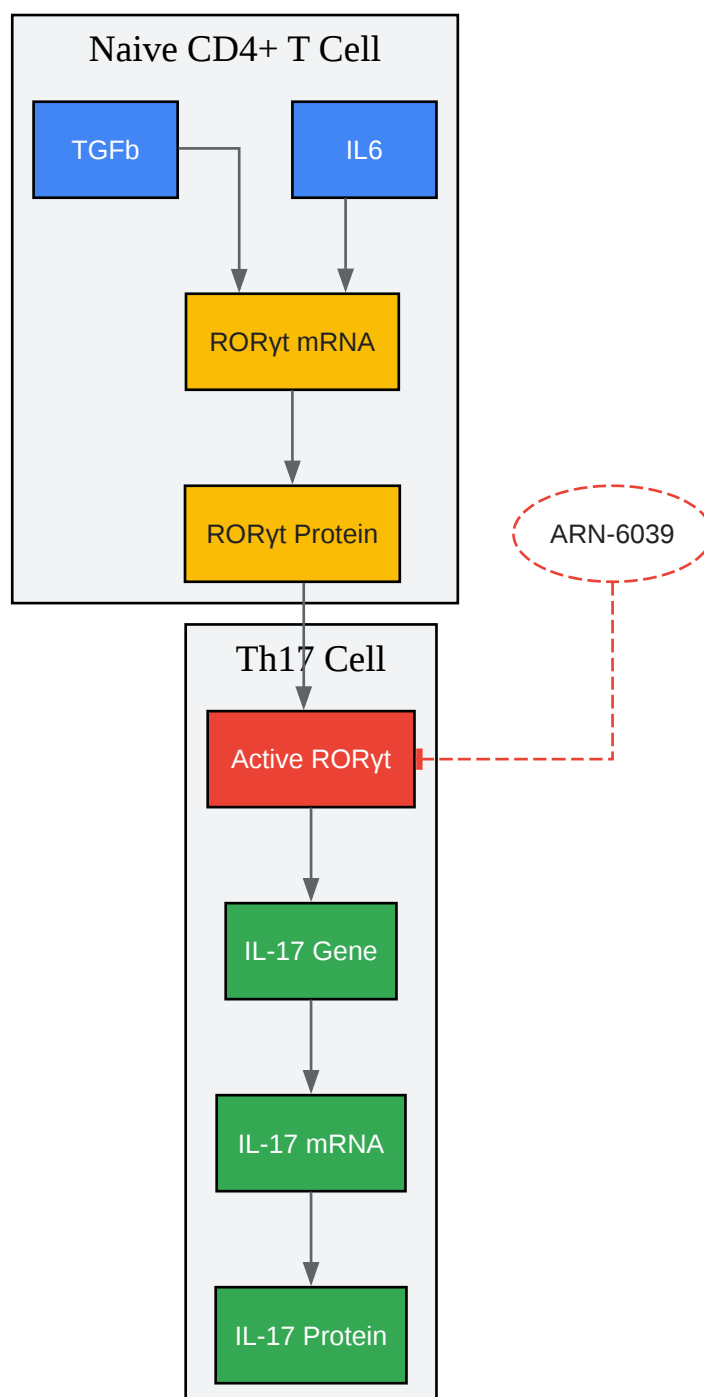 Naive CD4+ T Cell
TGFb
IL6
RORγt mRNA
RORγt Protein
ARN-6039
Th17 Cell
Active RORγt
IL-17 Gene
IL-17 mRNA
IL-17 Protein